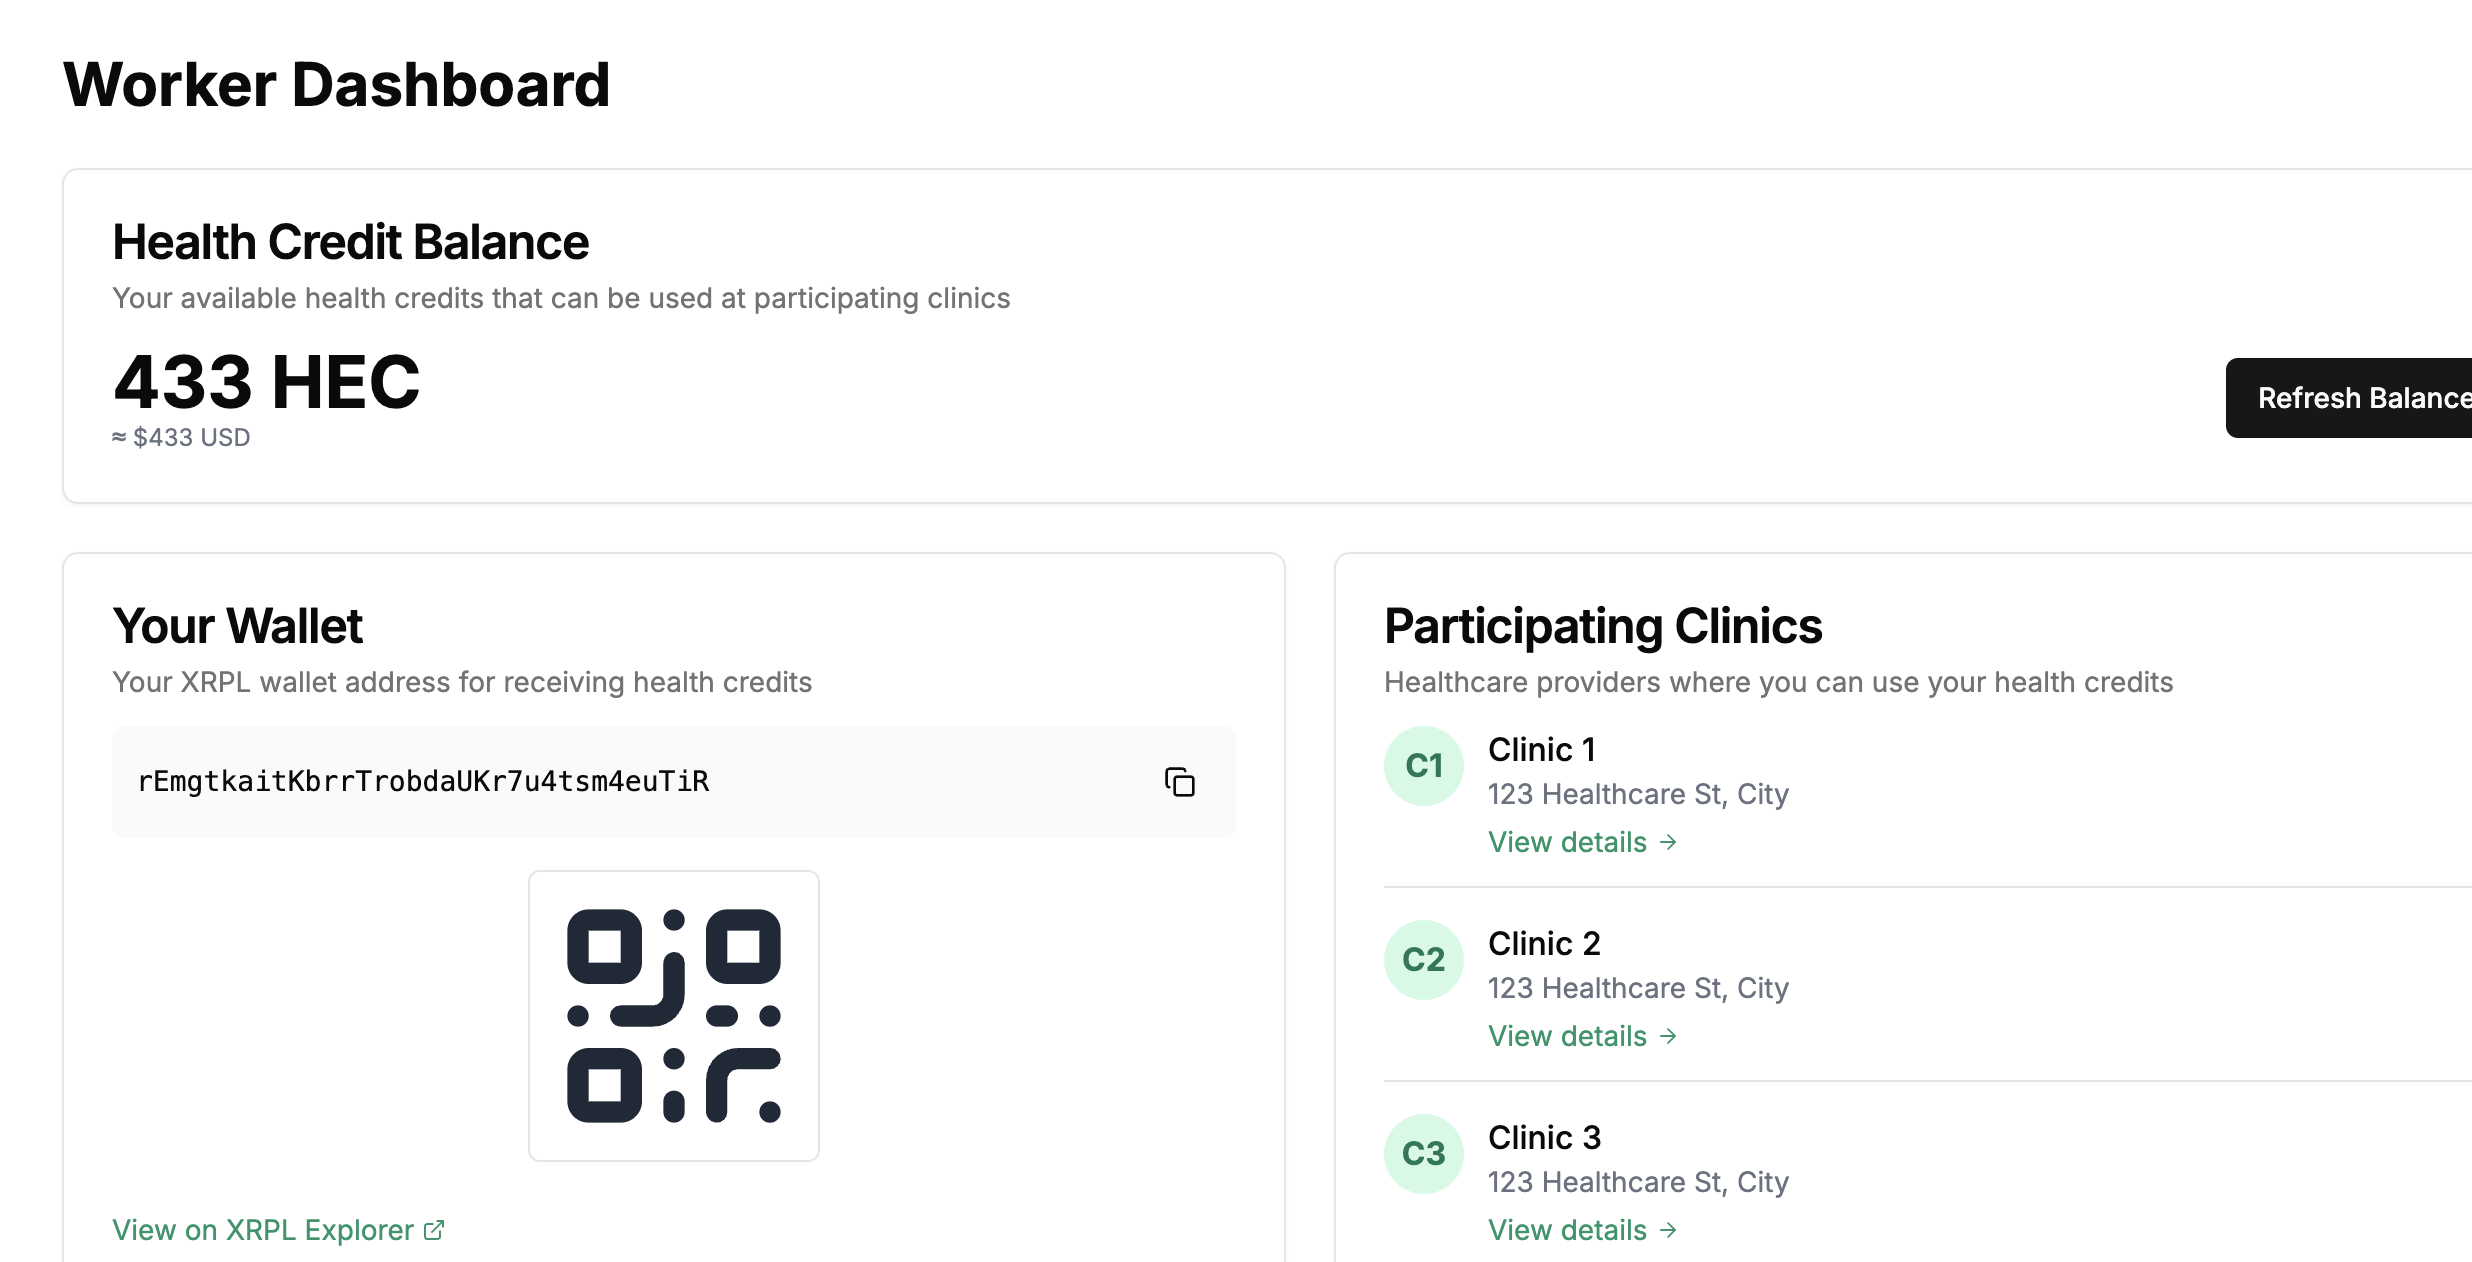 Worker Dashboard
Health Credit Balance
Your available health credits that can be used at participating clinics
433 HEC
≈ $433 USD
Refresh Balance
Your Wallet
Your XRPL wallet address for receiving health credits
rEmgtkaitKbrrTrobdaUKr7u4tsm4euTiR
View on XRPL Explorer
Participating Clinics
Healthcare providers where you can use your health credits
C1
Clinic 1
123 Healthcare St, City
View details →
C2
Clinic 2
123 Healthcare St, City
View details →
C3
Clinic 3
123 Healthcare St, City
View details →